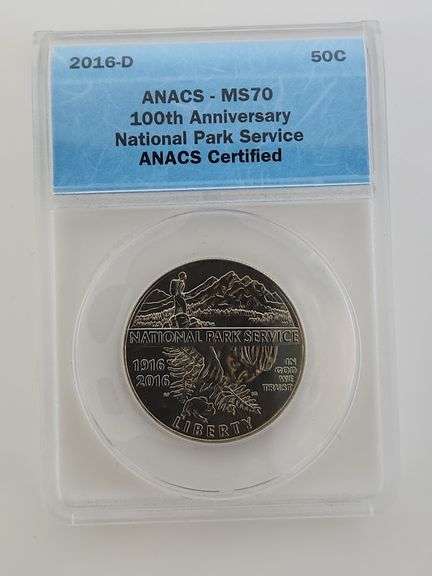 2016-D 50C
ANACS - MS70
100th Anniversary
National Park Service
ANACS Certified
NATIONAL PARK SERVICE
1916
2016
IN
GOD
WE
TRUST
LIBERTY